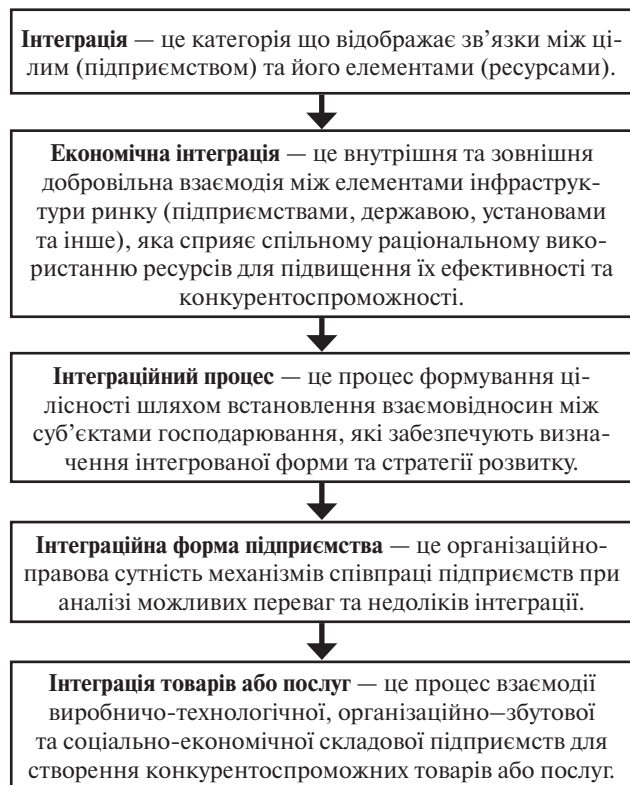 Інтеграція — це категорія що відображає зв’язки між ці-
лим (підприємством) та його елементами (ресурсами).
Економічна інтеграція — це внутрішня та зовнішня
добровільна взаємодія між елементами інфраструк-
тури ринку (підприємствами, державою, установами
та інше), яка сприяє спільному раціональному вико-
ристанню ресурсів для підвищення їх ефективності та
конкурентоспроможності.
Інтеграційний процес — це процес формування ці-
лісності шляхом встановлення взаємовідносин між
суб’єктами господарювання, які забезпечують визна-
чення інтегрованої форми та стратегії розвитку.
Інтеграційна форма підприємства — це організаційно-
правова сутність механізмів співпраці підприємств при
аналізі можливих переваг та недоліків інтеграції.
Інтеграція товарів або послуг — це процес взаємодії
виробничо-технологічної, організаційно–збутової
та соціально-економічної складової підприємств для
створення конкурентоспроможних товарів або послуг.